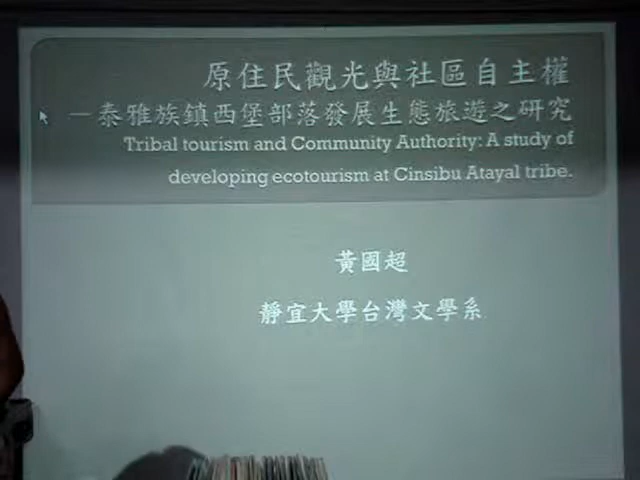 原住民觀光與社區自主權
—泰雅族鎮西堡部落發展生態旅遊之研究
Tribal tourism and Community Authority: A study of
developing ecotourism at Cinsibu Atayal tribe.
黃國超
靜宜大學台灣文學系